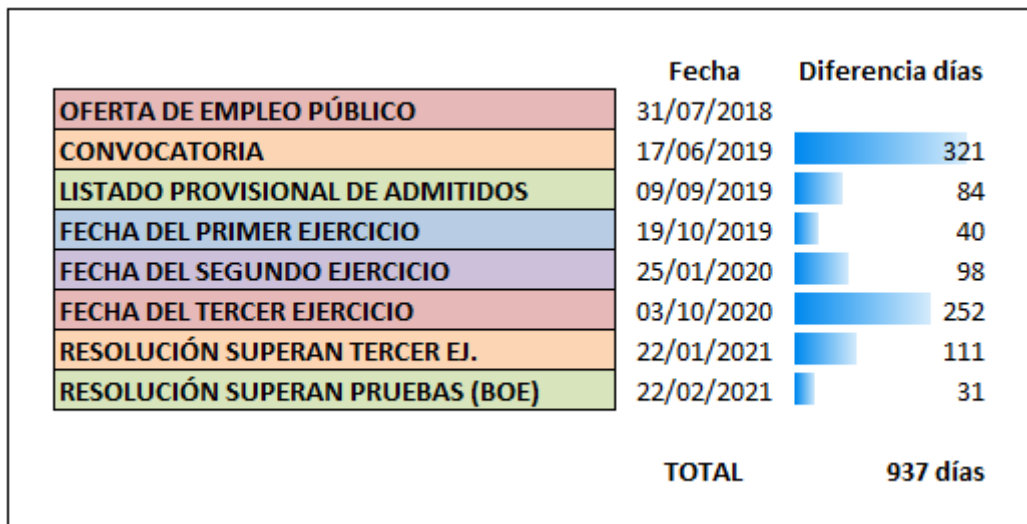 Fecha Diferencia días
OFERTA DE EMPLEO PÚBLICO 31/07/2018
CONVOCATORIA 17/06/2019 321
LISTADO PROVISIONAL DE ADMITIDOS 09/09/2019 84
FECHA DEL PRIMER EJERCICIO 19/10/2019 40
FECHA DEL SEGUNDO EJERCICIO 25/01/2020 98
FECHA DEL TERCER EJERCICIO 03/10/2020 252
RESOLUCIÓN SUPERAN TERCER EJ. 22/01/2021 111
RESOLUCIÓN SUPERAN PRUEBAS (BOE) 22/02/2021 31
TOTAL 937 días